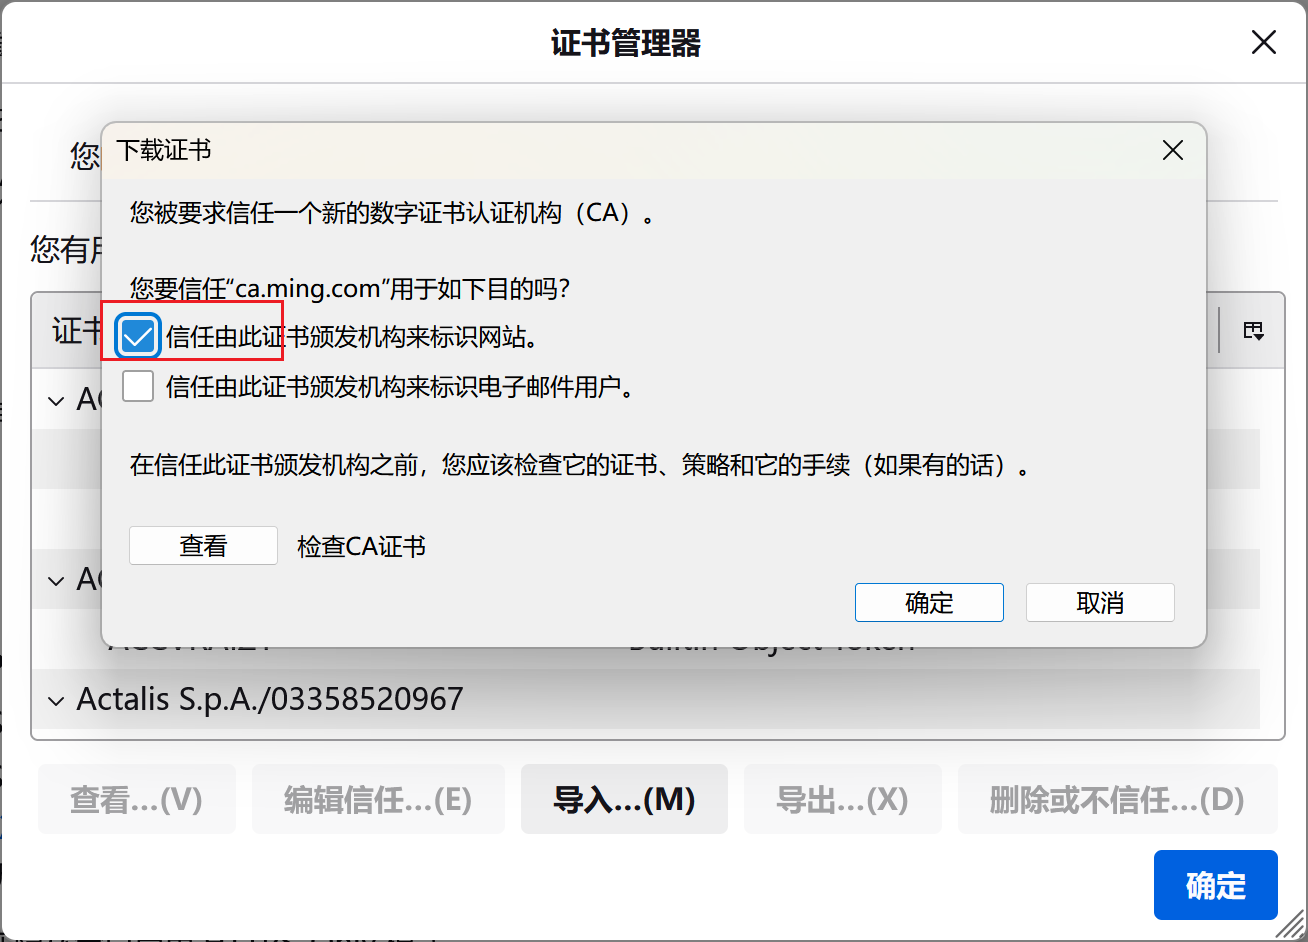 证书管理器
下载证书
您被要求信任一个新的数字证书认证机构（CA）。
您要信任“ca.ming.com”用于如下目的吗？
信任由此证书颁发机构来标识网站。
信任由此证书颁发机构来标识电子邮件用户。
在信任此证书颁发机构之前，您应该检查它的证书、策略和它的手续（如果有的话）。
查看 检查CA证书
确定 取消
您
您有
证书
Actalis S.p.A./03358520967
查看...(V) 编辑信任...(E) 导入...(M) 导出...(X) 删除或不信任...(D)
确定